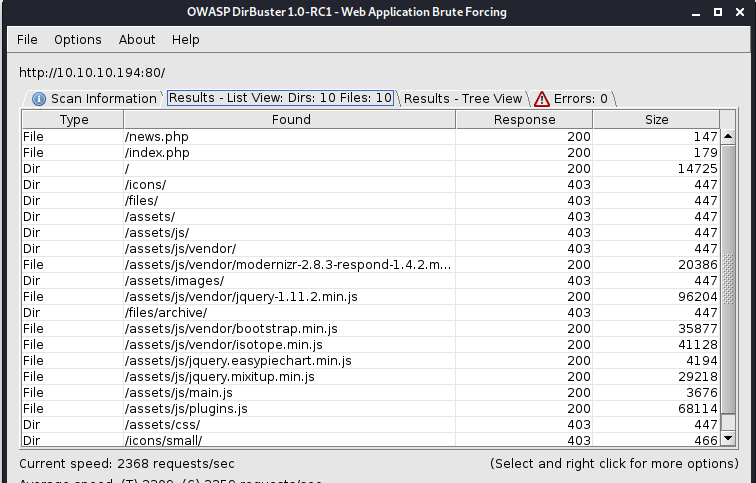 OWASP DirBuster 1.0-RC1 - Web Application Brute Forcing
File Options About Help
http://10.10.10.194:80/
Scan Information Results - List View: Dirs: 10 Files: 10 Results - Tree View Errors: 0
Type Found Response Size
File /news.php 200 147
File /index.php 200 179
Dir / 200 14725
Dir /icons/ 403 447
Dir /files/ 403 447
Dir /assets/ 403 447
Dir /assets/js/ 403 447
Dir /assets/js/vendor/ 403 447
File /assets/js/vendor/modernizr-2.8.3-respond-1.4.2.m... 200 20386
Dir /assets/images/ 403 447
File /assets/js/vendor/jquery-1.11.2.min.js 200 96204
Dir /files/archive/ 403 447
File /assets/js/vendor/bootstrap.min.js 200 35877
File /assets/js/vendor/isotope.min.js 200 41128
File /assets/js/jquery.easypiechart.min.js 200 4194
File /assets/js/jquery.mixitup.min.js 200 29218
File /assets/js/main.js 200 3676
File /assets/js/plugins.js 200 68114
Dir /assets/css/ 403 447
Dir /icons/small/ 403 466
Current speed: 2368 requests/sec (Select and right click for more options)